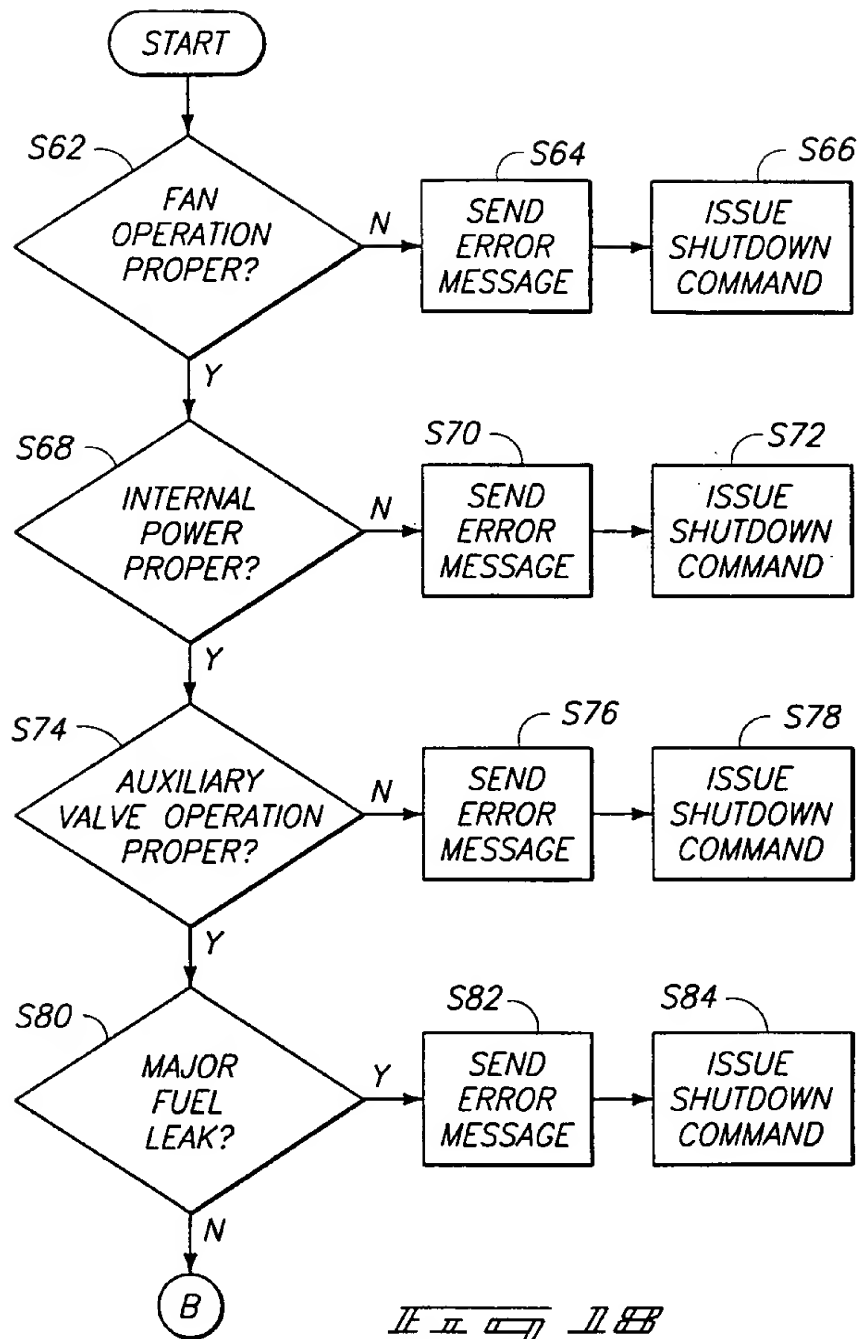 START
S62
FAN
OPERATION
PROPER?
N
S64
SEND
ERROR
MESSAGE
S66
ISSUE
SHUTDOWN
COMMAND
Y
S68
INTERNAL
POWER
PROPER?
N
S70
SEND
ERROR
MESSAGE
S72
ISSUE
SHUTDOWN
COMMAND
Y
S74
AUXILIARY
VALVE OPERATION
PROPER?
N
S76
SEND
ERROR
MESSAGE
S78
ISSUE
SHUTDOWN
COMMAND
Y
S80
MAJOR
FUEL
LEAK?
Y
S82
SEND
ERROR
MESSAGE
S84
ISSUE
SHUTDOWN
COMMAND
N
B
Fig 18